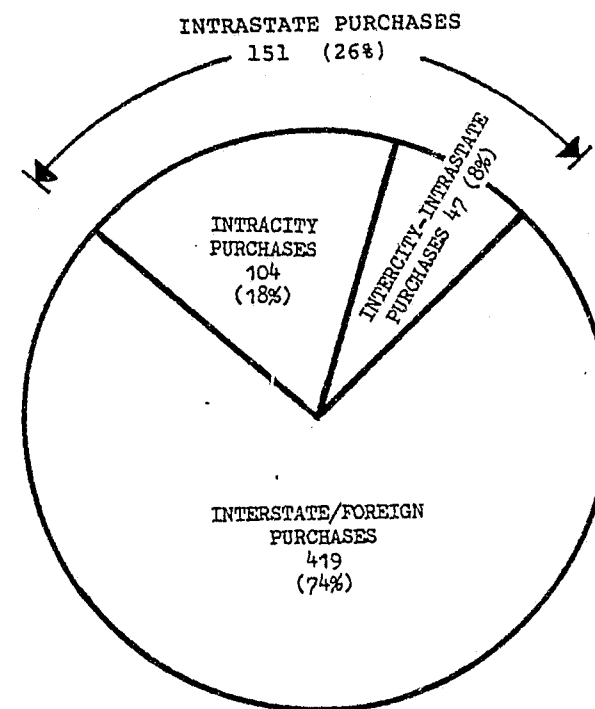 INTRASTATE PURCHASES
151 (26%)
INTRACITY
PURCHASES
104
(18%)
INTERCITY-INTRASTATE
PURCHASES 47 (8%)
INTERSTATE/FOREIGN
PURCHASES
419
(74%)